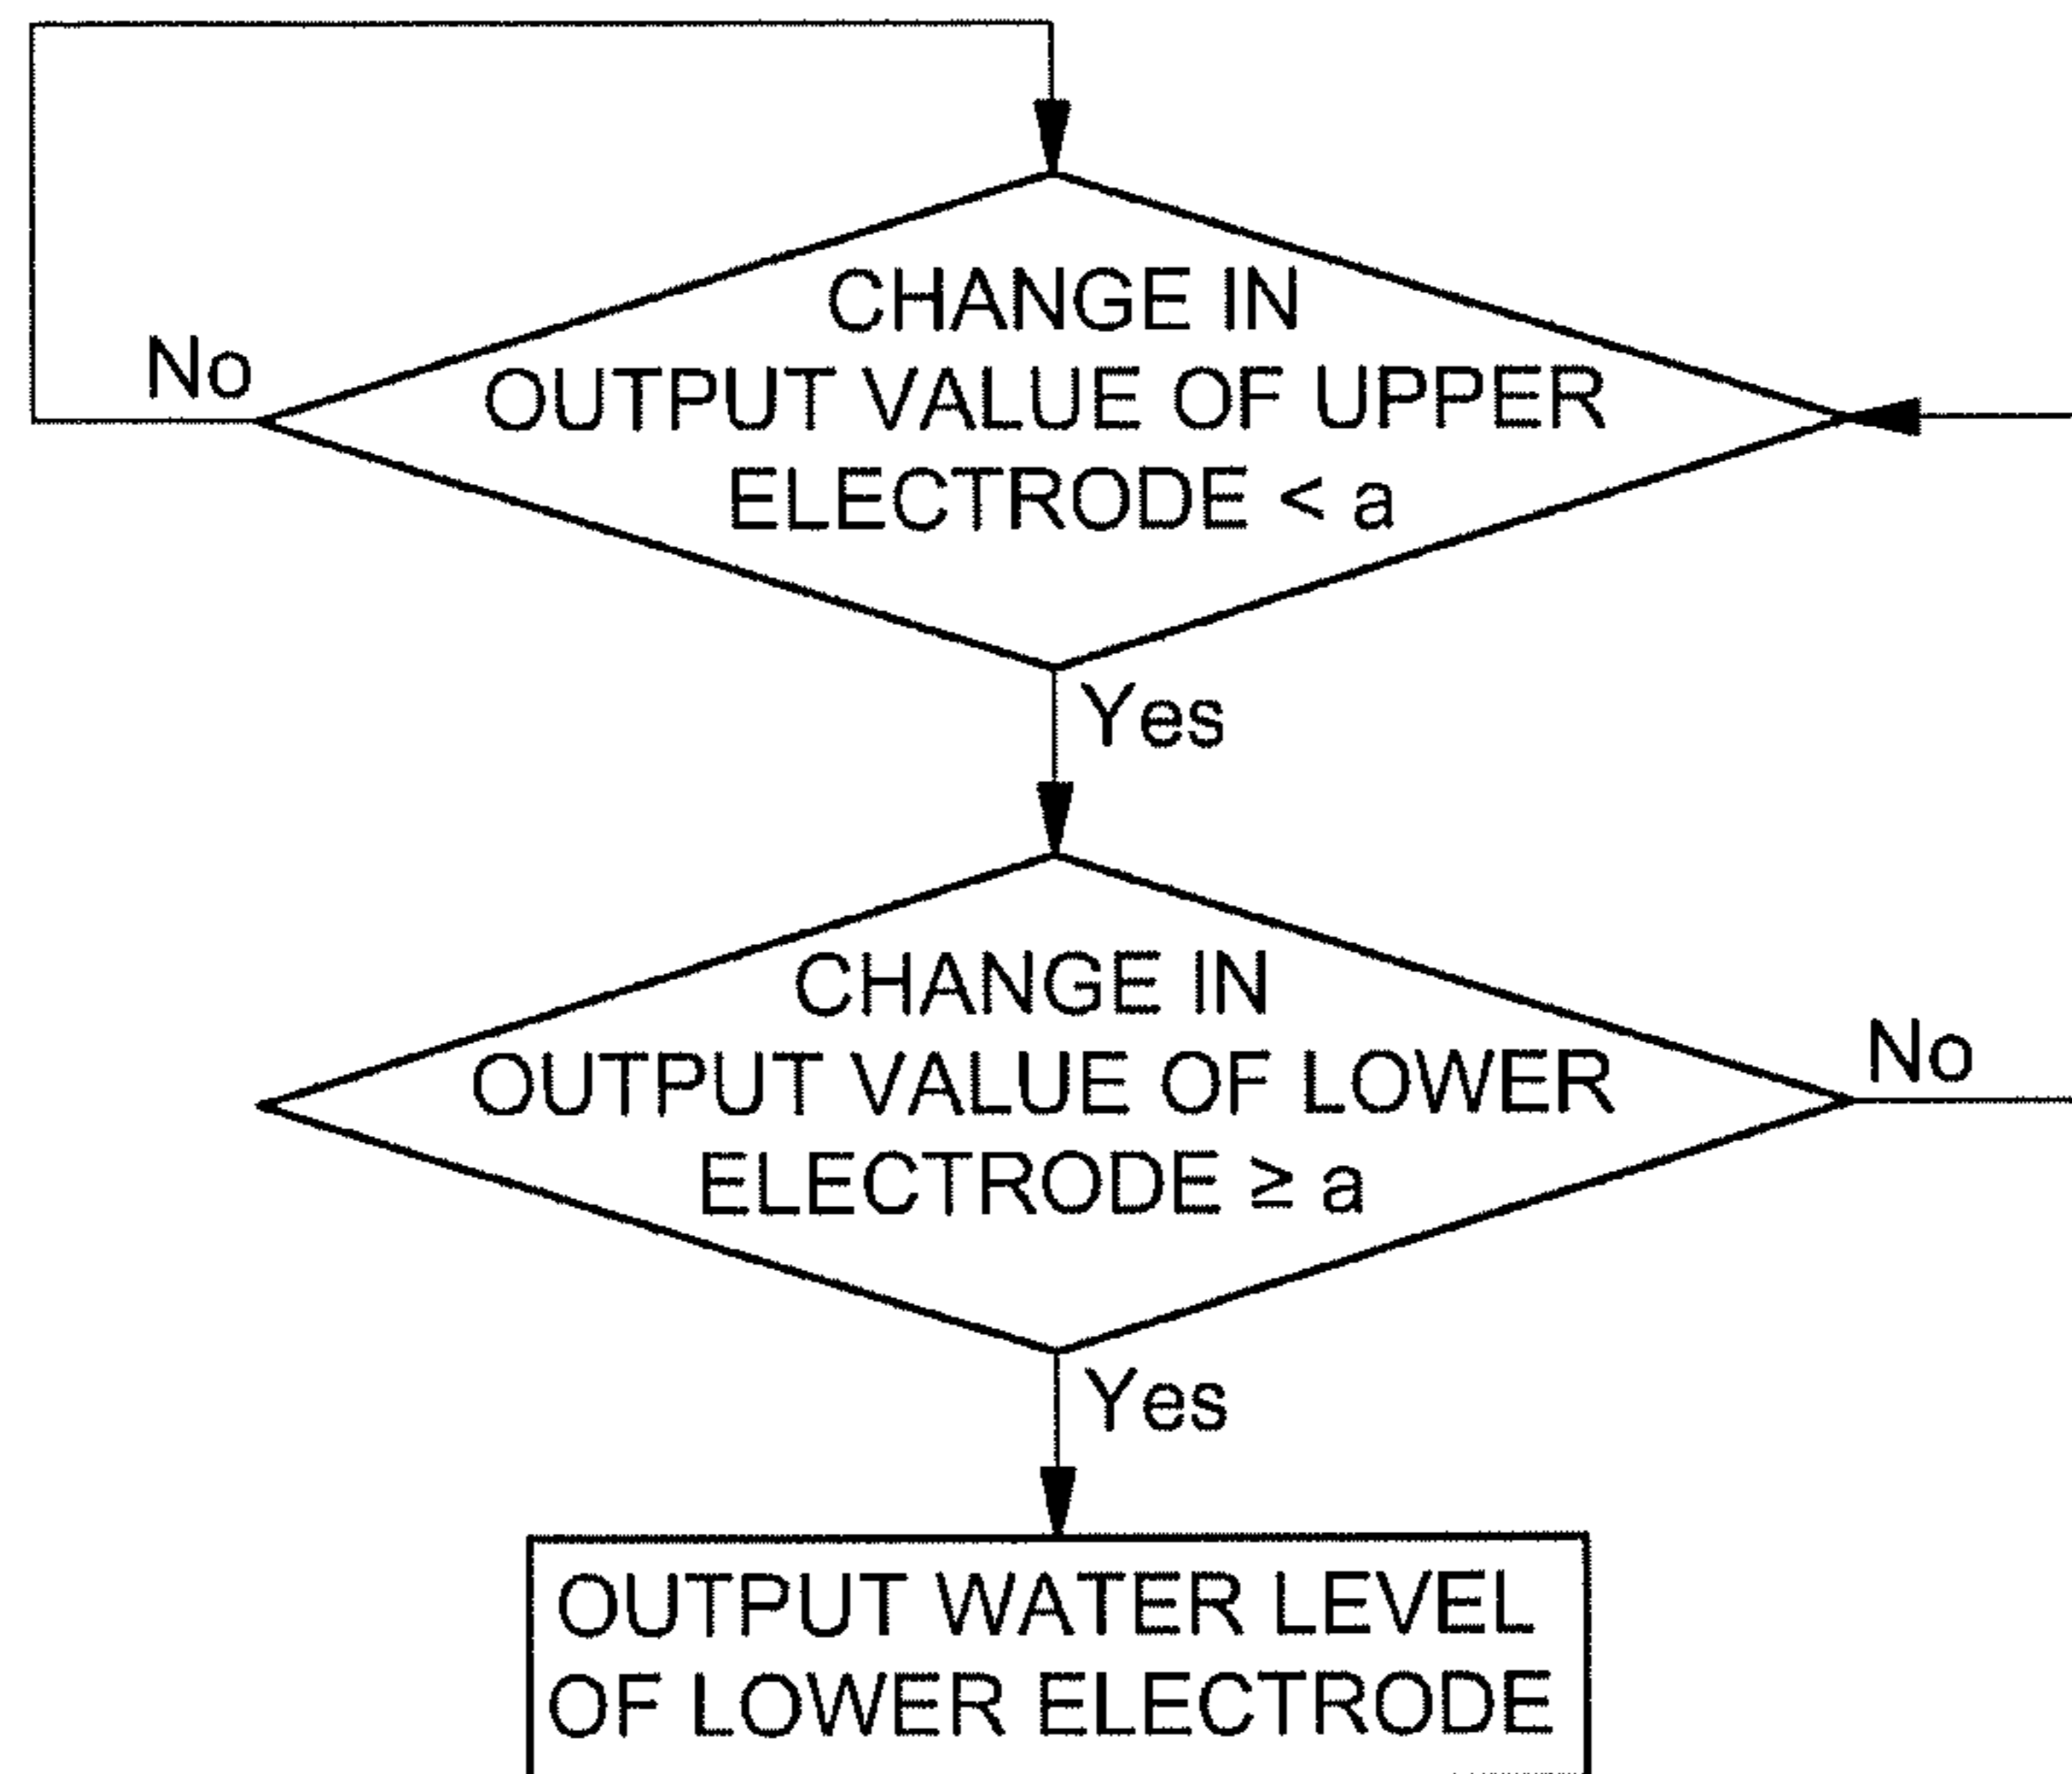 CHANGE IN
OUTPUT VALUE OF UPPER
ELECTRODE < a
No
Yes
CHANGE IN
OUTPUT VALUE OF LOWER
ELECTRODE ≥ a
No
Yes
OUTPUT WATER LEVEL
OF LOWER ELECTRODE